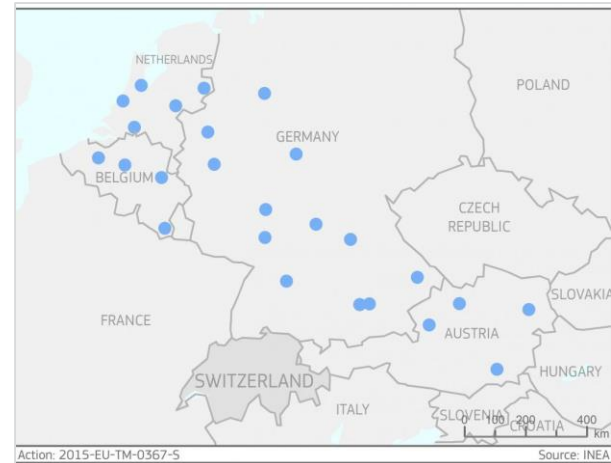 NETHERLANDS
POLAND
GERMANY
BELGIUM
CZECH
REPUBLIC
SLOVAKIA
FRANCE
AUSTRIA
SWITZERLAND
HUNGARY
ITALY
SLOVENIA
CROATIA
0 100 200 400
km
Action: 2015-EU-TM-0367-S Source: INEA